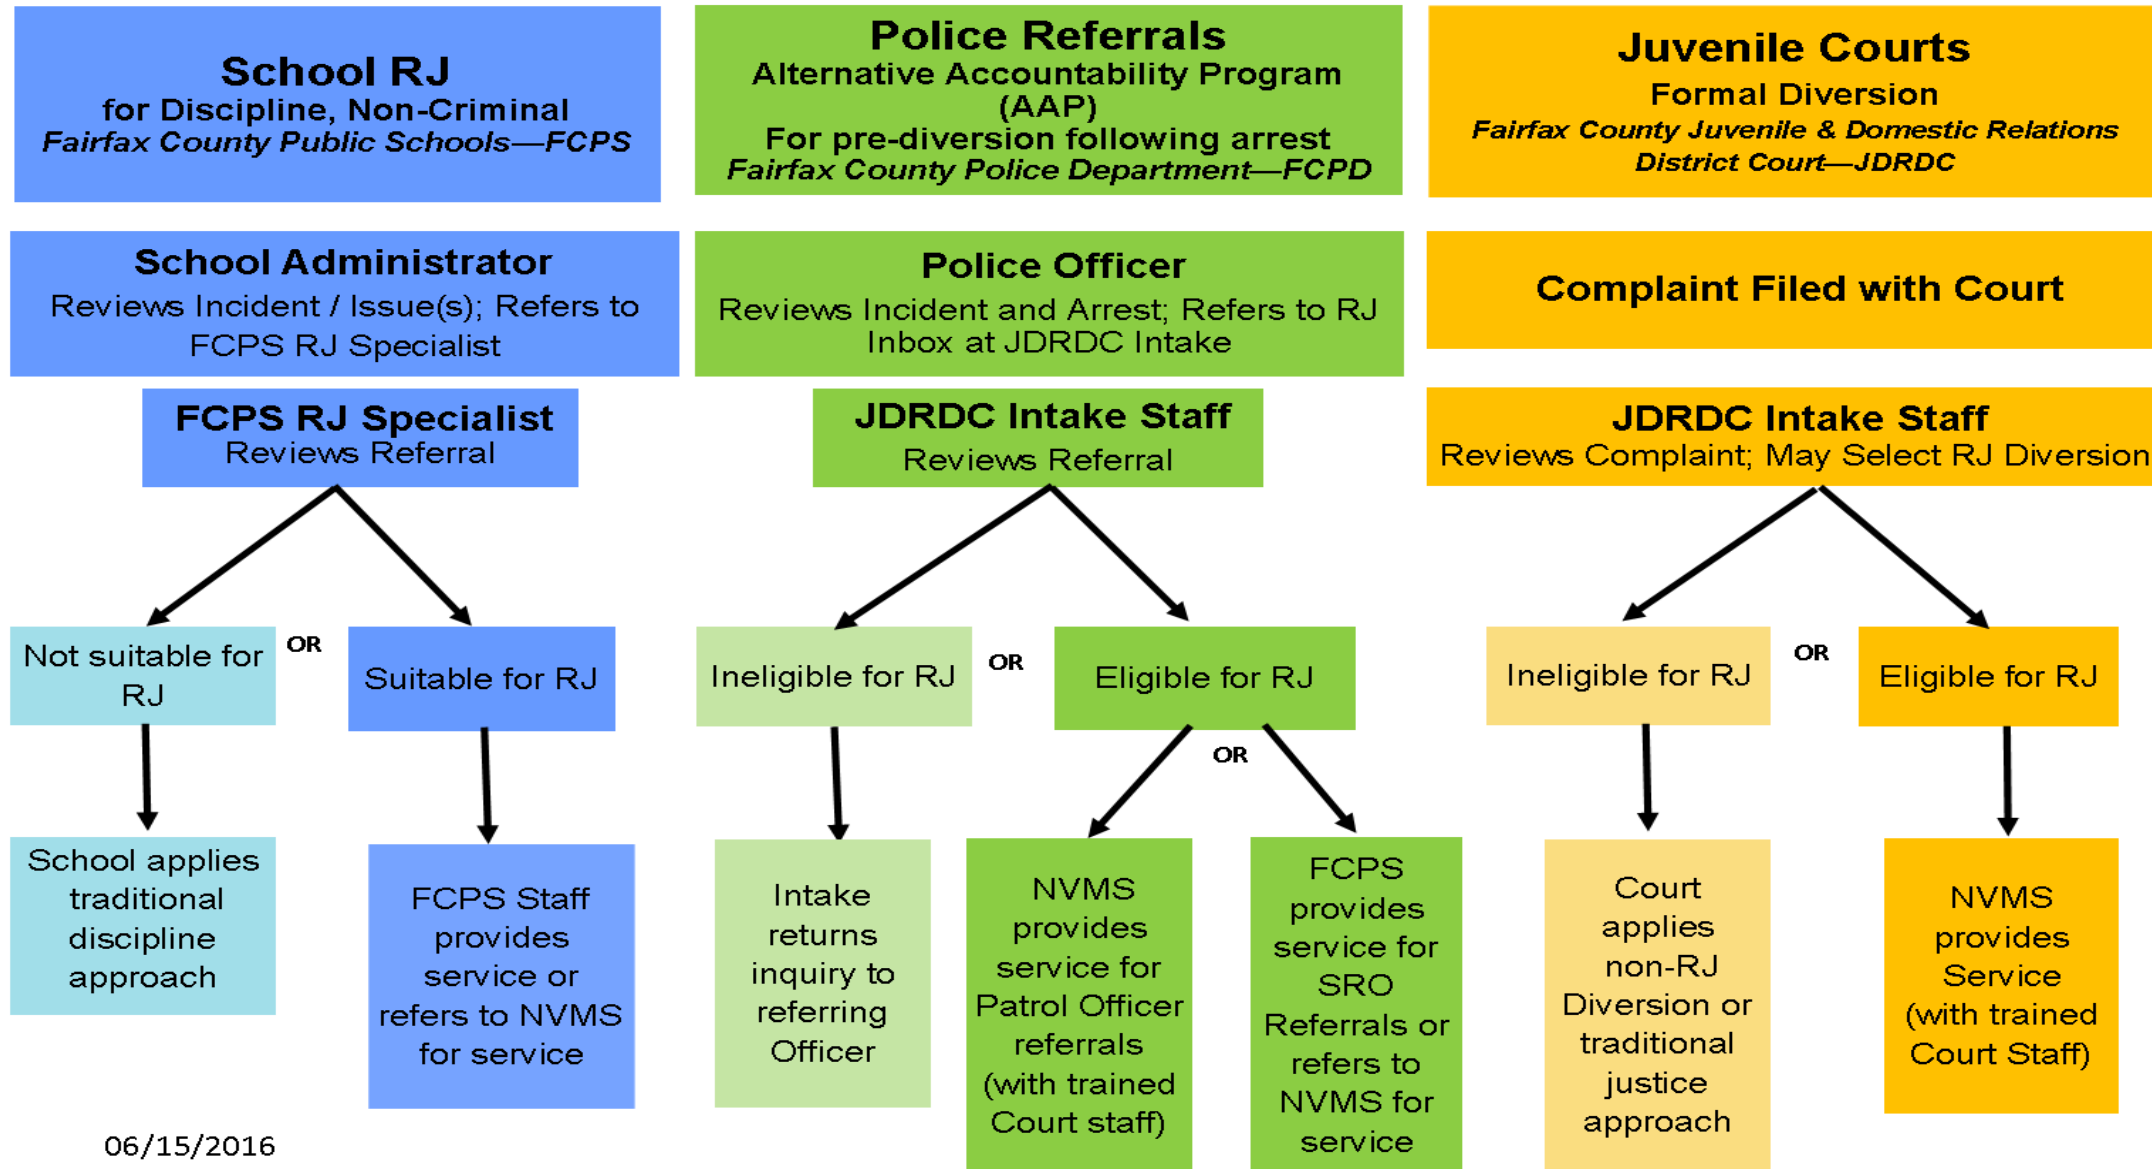 School RJ
for Discipline, Non-Criminal
Fairfax County Public Schools—FCPS
Police Referrals
Alternative Accountability Program
(AAP)
For pre-diversion following arrest
Fairfax County Police Department—FCPD
Juvenile Courts
Formal Diversion
Fairfax County Juvenile & Domestic Relations
District Court—JDRDC
School Administrator
Reviews Incident / Issue(s); Refers to
FCPS RJ Specialist
Police Officer
Reviews Incident and Arrest; Refers to RJ
Inbox at JDRDC Intake
Complaint Filed with Court
FCPS RJ Specialist
Reviews Referral
JDRDC Intake Staff
Reviews Referral
JDRDC Intake Staff
Reviews Complaint; May Select RJ Diversion
Not suitable for
RJ
OR
Suitable for RJ
Ineligible for RJ
OR
Eligible for RJ
Ineligible for RJ
OR
Eligible for RJ
OR
School applies
traditional
discipline
approach
FCPS Staff
provides
service or
refers to NVMS
for service
Intake
returns
inquiry to
referring
Officer
NVMS
provides
service for
Patrol Officer
referrals
(with trained
Court staff)
FCPS
provides
service for
SRO
Referrals or
refers to
NVMS for
service
Court
applies
non-RJ
Diversion or
traditional
justice
approach
NVMS
provides
Service
(with trained
Court Staff)
06/15/2016